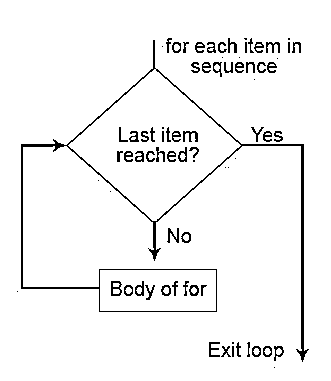 for each item in
sequence
Last item
reached?
Yes
No
Body of for
Exit loop